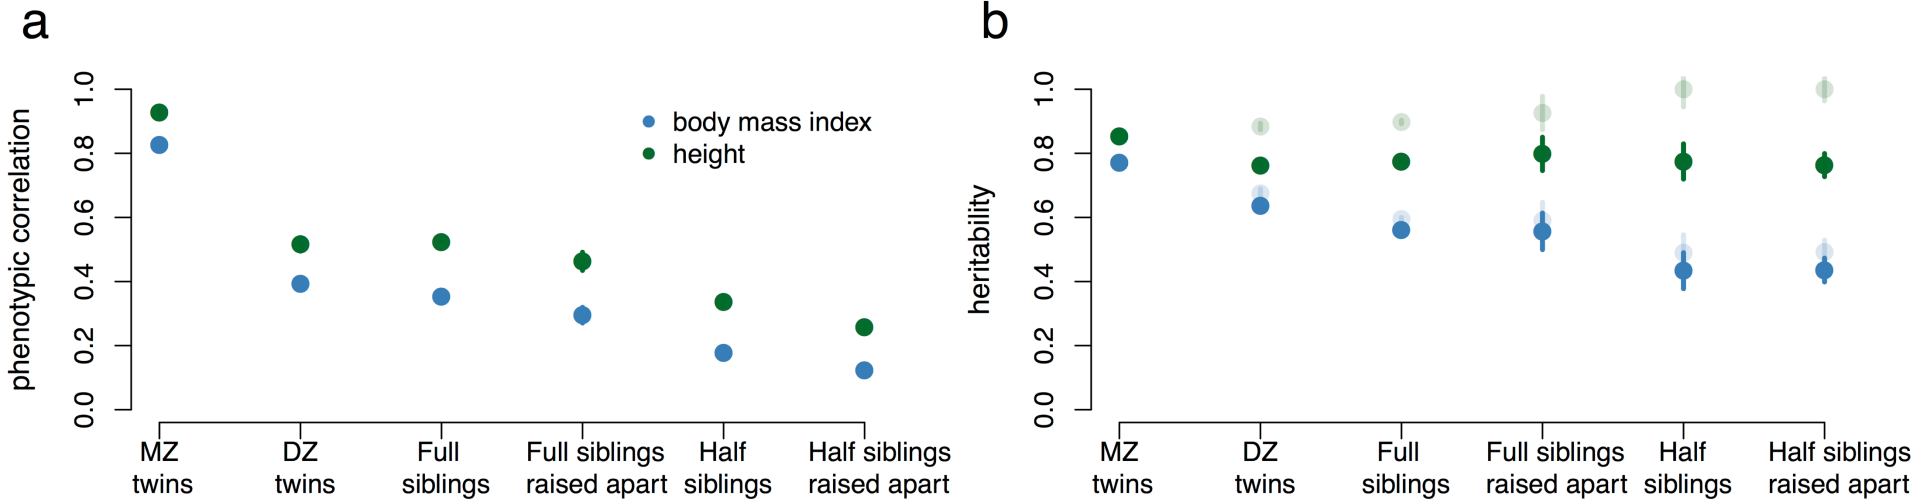 a
phenotypic correlation
1.0
0.8
0.6
0.4
0.2
0.0
body mass index
height
MZ twins
DZ twins
Full siblings
Full siblings raised apart
Half siblings
Half siblings raised apart
b
heritability
1.0
0.8
0.6
0.4
0.2
0.0
MZ twins
DZ twins
Full siblings
Full siblings raised apart
Half siblings
Half siblings raised apart